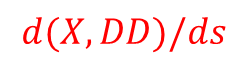 d(X, DD)/ds